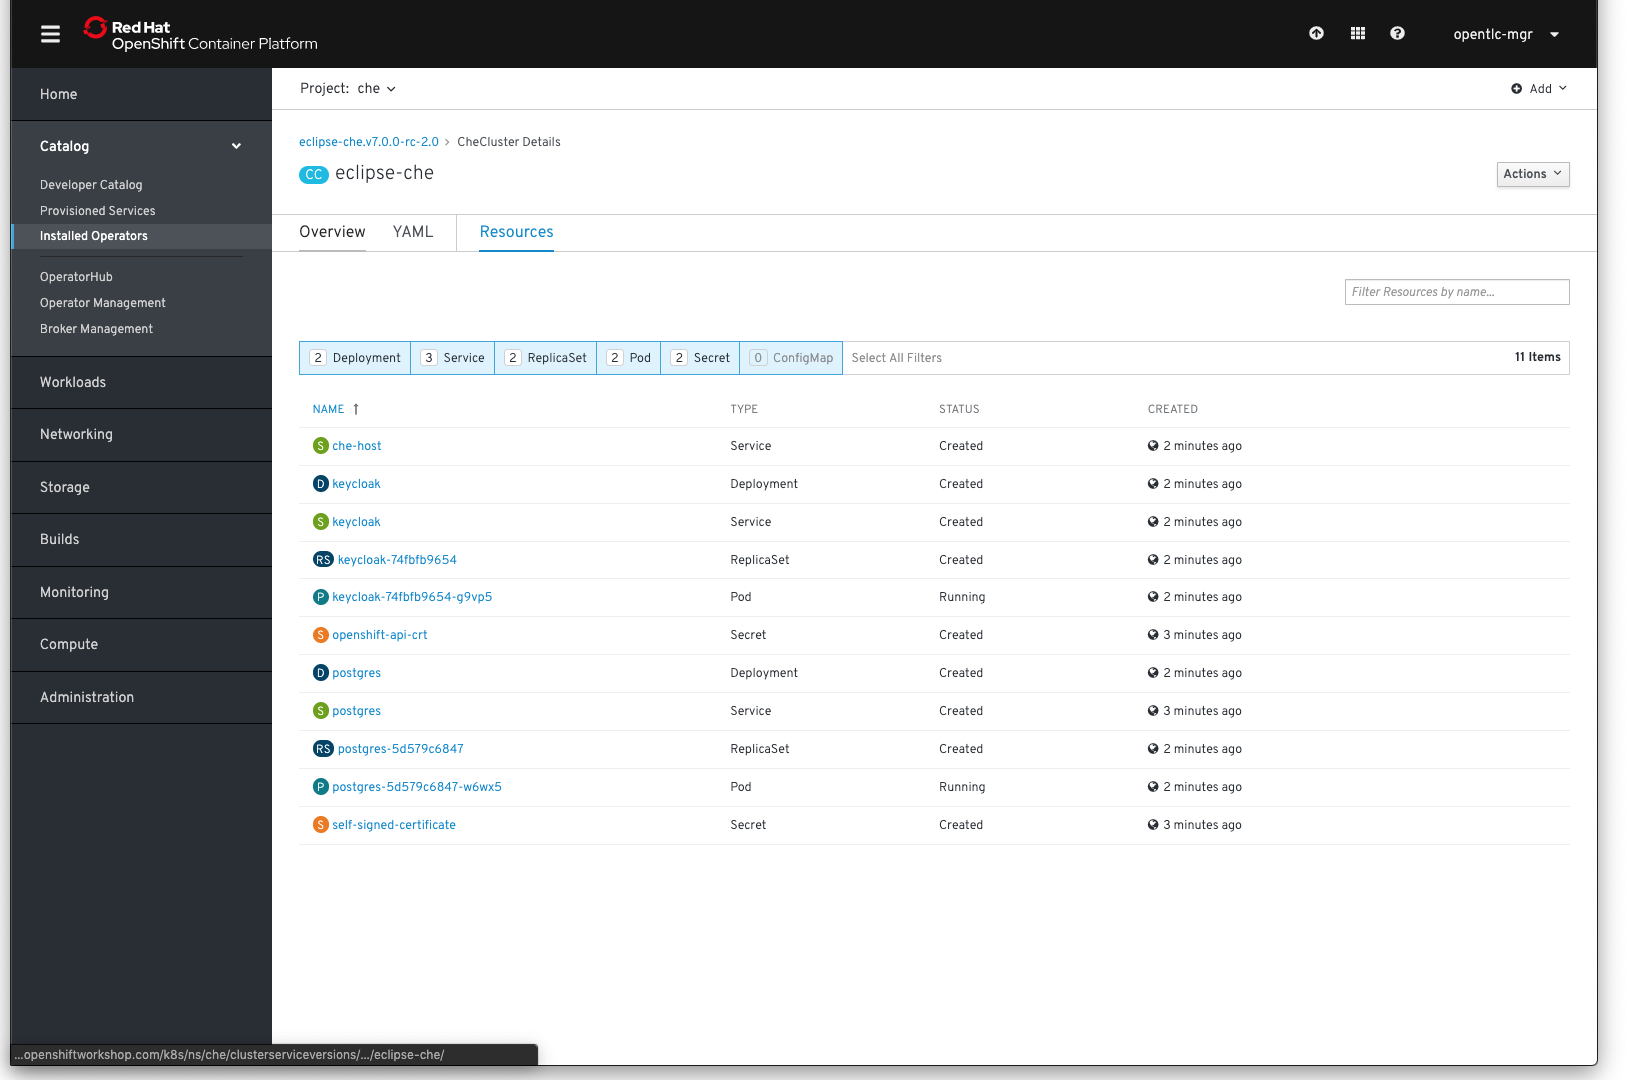 Red Hat
OpenShift Container Platform
opentlc-mgr
Home
Catalog
Developer Catalog
Provisioned Services
Installed Operators
OperatorHub
Operator Management
Broker Management
Workloads
Networking
Storage
Builds
Monitoring
Compute
Administration
Project: che
Add
eclipse-che.v7.0.0-rc-2.0 > CheCluster Details
CC eclipse-che
Actions
Overview YAML Resources
Filter Resources by name...
2 Deployment 3 Service 2 ReplicaSet 2 Pod 2 Secret 0 ConfigMap Select All Filters 11 Items
NAME ↑ TYPE STATUS CREATED
S che-host Service Created 2 minutes ago
D keycloak Deployment Created 2 minutes ago
S keycloak Service Created 2 minutes ago
RS keycloak-74fbfb9654 ReplicaSet Created 2 minutes ago
P keycloak-74fbfb9654-g9vp5 Pod Running 2 minutes ago
S openshift-api-crt Secret Created 3 minutes ago
D postgres Deployment Created 2 minutes ago
S postgres Service Created 3 minutes ago
RS postgres-5d579c6847 ReplicaSet Created 2 minutes ago
P postgres-5d579c6847-w6wx5 Pod Running 2 minutes ago
S self-signed-certificate Secret Created 3 minutes ago
...openshiftworkshop.com/k8s/ns/che/clusterserviceversions/.../eclipse-che/